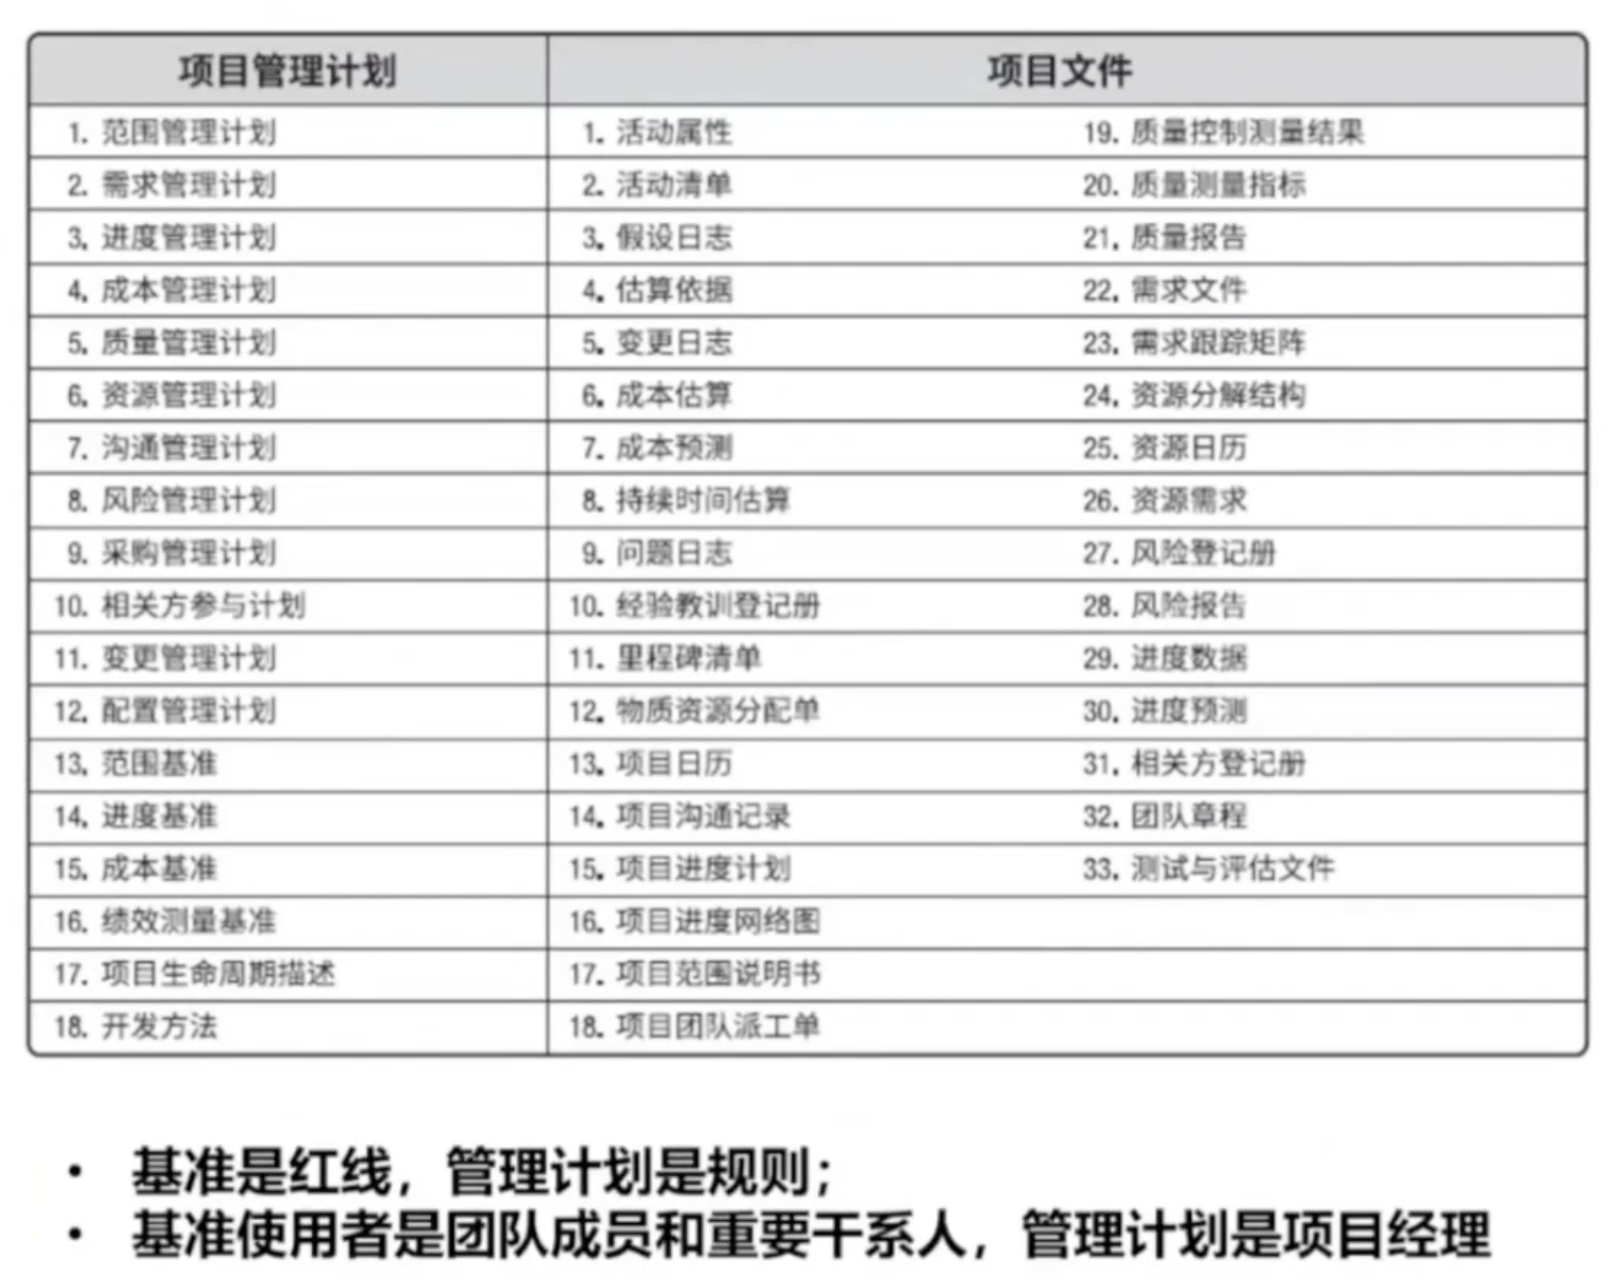 项目管理计划 项目文件
1. 范围管理计划 1. 活动属性 19. 质量控制测量结果
2. 需求管理计划 2. 活动清单 20. 质量测量指标
3. 进度管理计划 3. 假设日志 21. 质量报告
4. 成本管理计划 4. 估算依据 22. 需求文件
5. 质量管理计划 5. 变更日志 23. 需求跟踪矩阵
6. 资源管理计划 6. 成本估算 24. 资源分解结构
7. 沟通管理计划 7. 成本预测 25. 资源日历
8. 风险管理计划 8. 持续时间估算 26. 资源需求
9. 采购管理计划 9. 问题日志 27. 风险登记册
10. 相关方参与计划 10. 经验教训登记册 28. 风险报告
11. 变更管理计划 11. 里程碑清单 29. 进度数据
12. 配置管理计划 12. 物质资源分配单 30. 进度预测
13. 范围基准 13. 项目日历 31. 相关方登记册
14. 进度基准 14. 项目沟通记录 32. 团队章程
15. 成本基准 15. 项目进度计划 33. 测试与评估文件
16. 绩效测量基准 16. 项目进度网络图
17. 项目生命周期描述 17. 项目范围说明书
18. 开发方法 18. 项目团队派工单
• 基准是红线，管理计划是规则；
• 基准使用者是团队成员和重要干系人，管理计划是项目经理